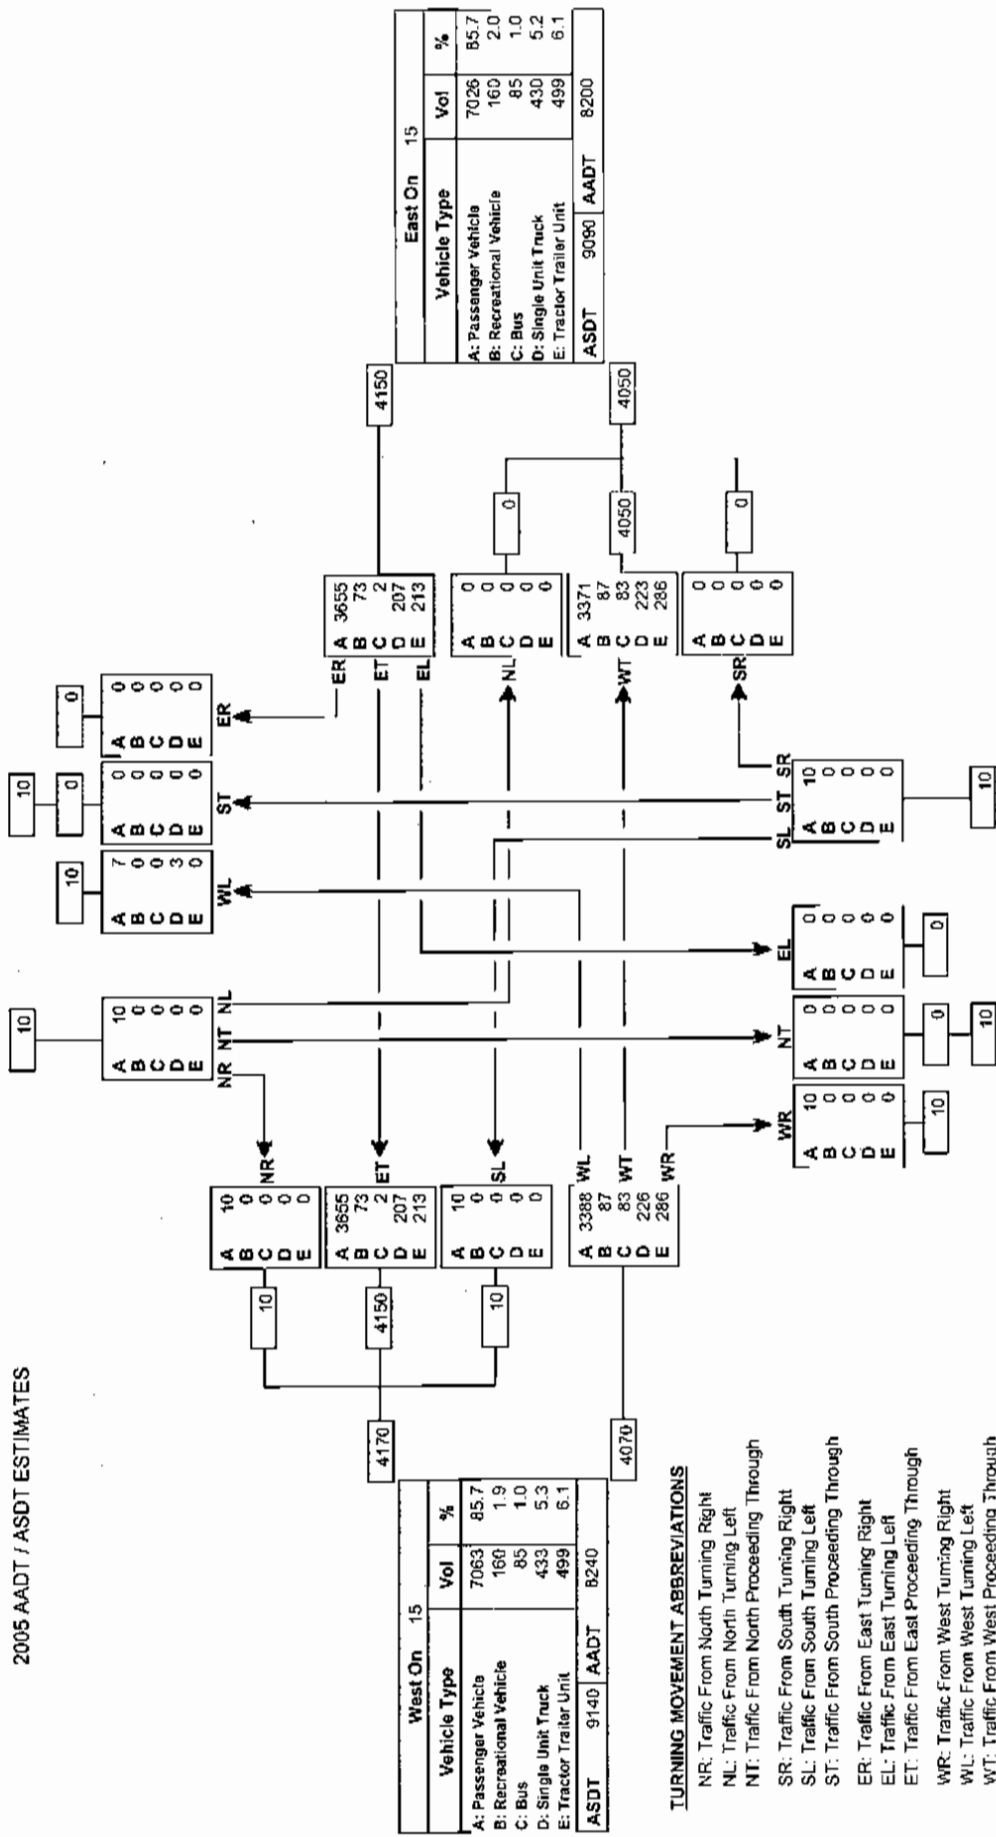 2005 AADT / ASDT ESTIMATES
10
10
A 10
B 0
C 0
D 0
E 0
NR NT NL
10
A 7
B 0
C 0
D 3
E 0
WL
0
A 0
B 0
C 0
D 0
E 0
ST
0
A 0
B 0
C 0
D 0
E 0
ER
West On 15
Vehicle Type Vol %
A: Passenger Vehicle 7063 85.7
B: Recreational Vehicle 160 1.9
C: Bus 85 1.0
D: Single Unit Truck 433 5.3
E: Tractor Trailer Unit 499 6.1
ASDT 9140 AADT 8240
4170
4070
10
A 10
B 0
C 0
D 0
E 0
NR
4150
A 3655
B 73
C 2
D 207
E 213
ET
10
A 10
B 0
C 0
D 0
E 0
SL
A 3388
B 87
C 83
D 226
E 286
WL
WT
WR
ER
ET
EL
A 3655
B 73
C 2
D 207
E 213
4150
NL
A 0
B 0
C 0
D 0
E 0
0
WT
A 3371
B 87
C 83
D 223
E 286
4050
4050
SR
A 0
B 0
C 0
D 0
E 0
0
East On 15
Vehicle Type Vol %
A: Passenger Vehicle 7026 85.7
B: Recreational Vehicle 160 2.0
C: Bus 85 1.0
D: Single Unit Truck 430 5.2
E: Tractor Trailer Unit 499 6.1
ASDT 9090 AADT 8200
WR
A 10
B 0
C 0
D 0
E 0
10
NT
A 0
B 0
C 0
D 0
E 0
0
10
EL
A 0
B 0
C 0
D 0
E 0
0
SL ST SR
A 10
B 0
C 0
D 0
E 0
10
TURNING MOVEMENT ABBREVIATIONS
NR: Traffic From North Turning Right
NL: Traffic From North Turning Left
NT: Traffic From North Proceeding Through
SR: Traffic From South Turning Right
SL: Traffic From South Turning Left
ST: Traffic From South Proceeding Through
ER: Traffic From East Turning Right
EL: Traffic From East Turning Left
ET: Traffic From East Proceeding Through
WR: Traffic From West Turning Right
WL: Traffic From West Turning Left
WT: Traffic From West Proceeding Through